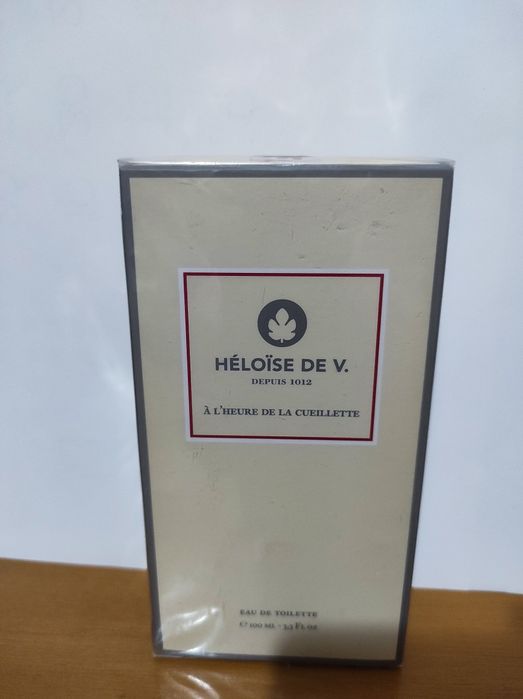 HÉLOÏSE DE V.
DEPUIS 1012
À L'HEURE DE LA CUEILLETTE
EAU DE TOILETTE
℮ 100 ML - 3,3 Fl OZ